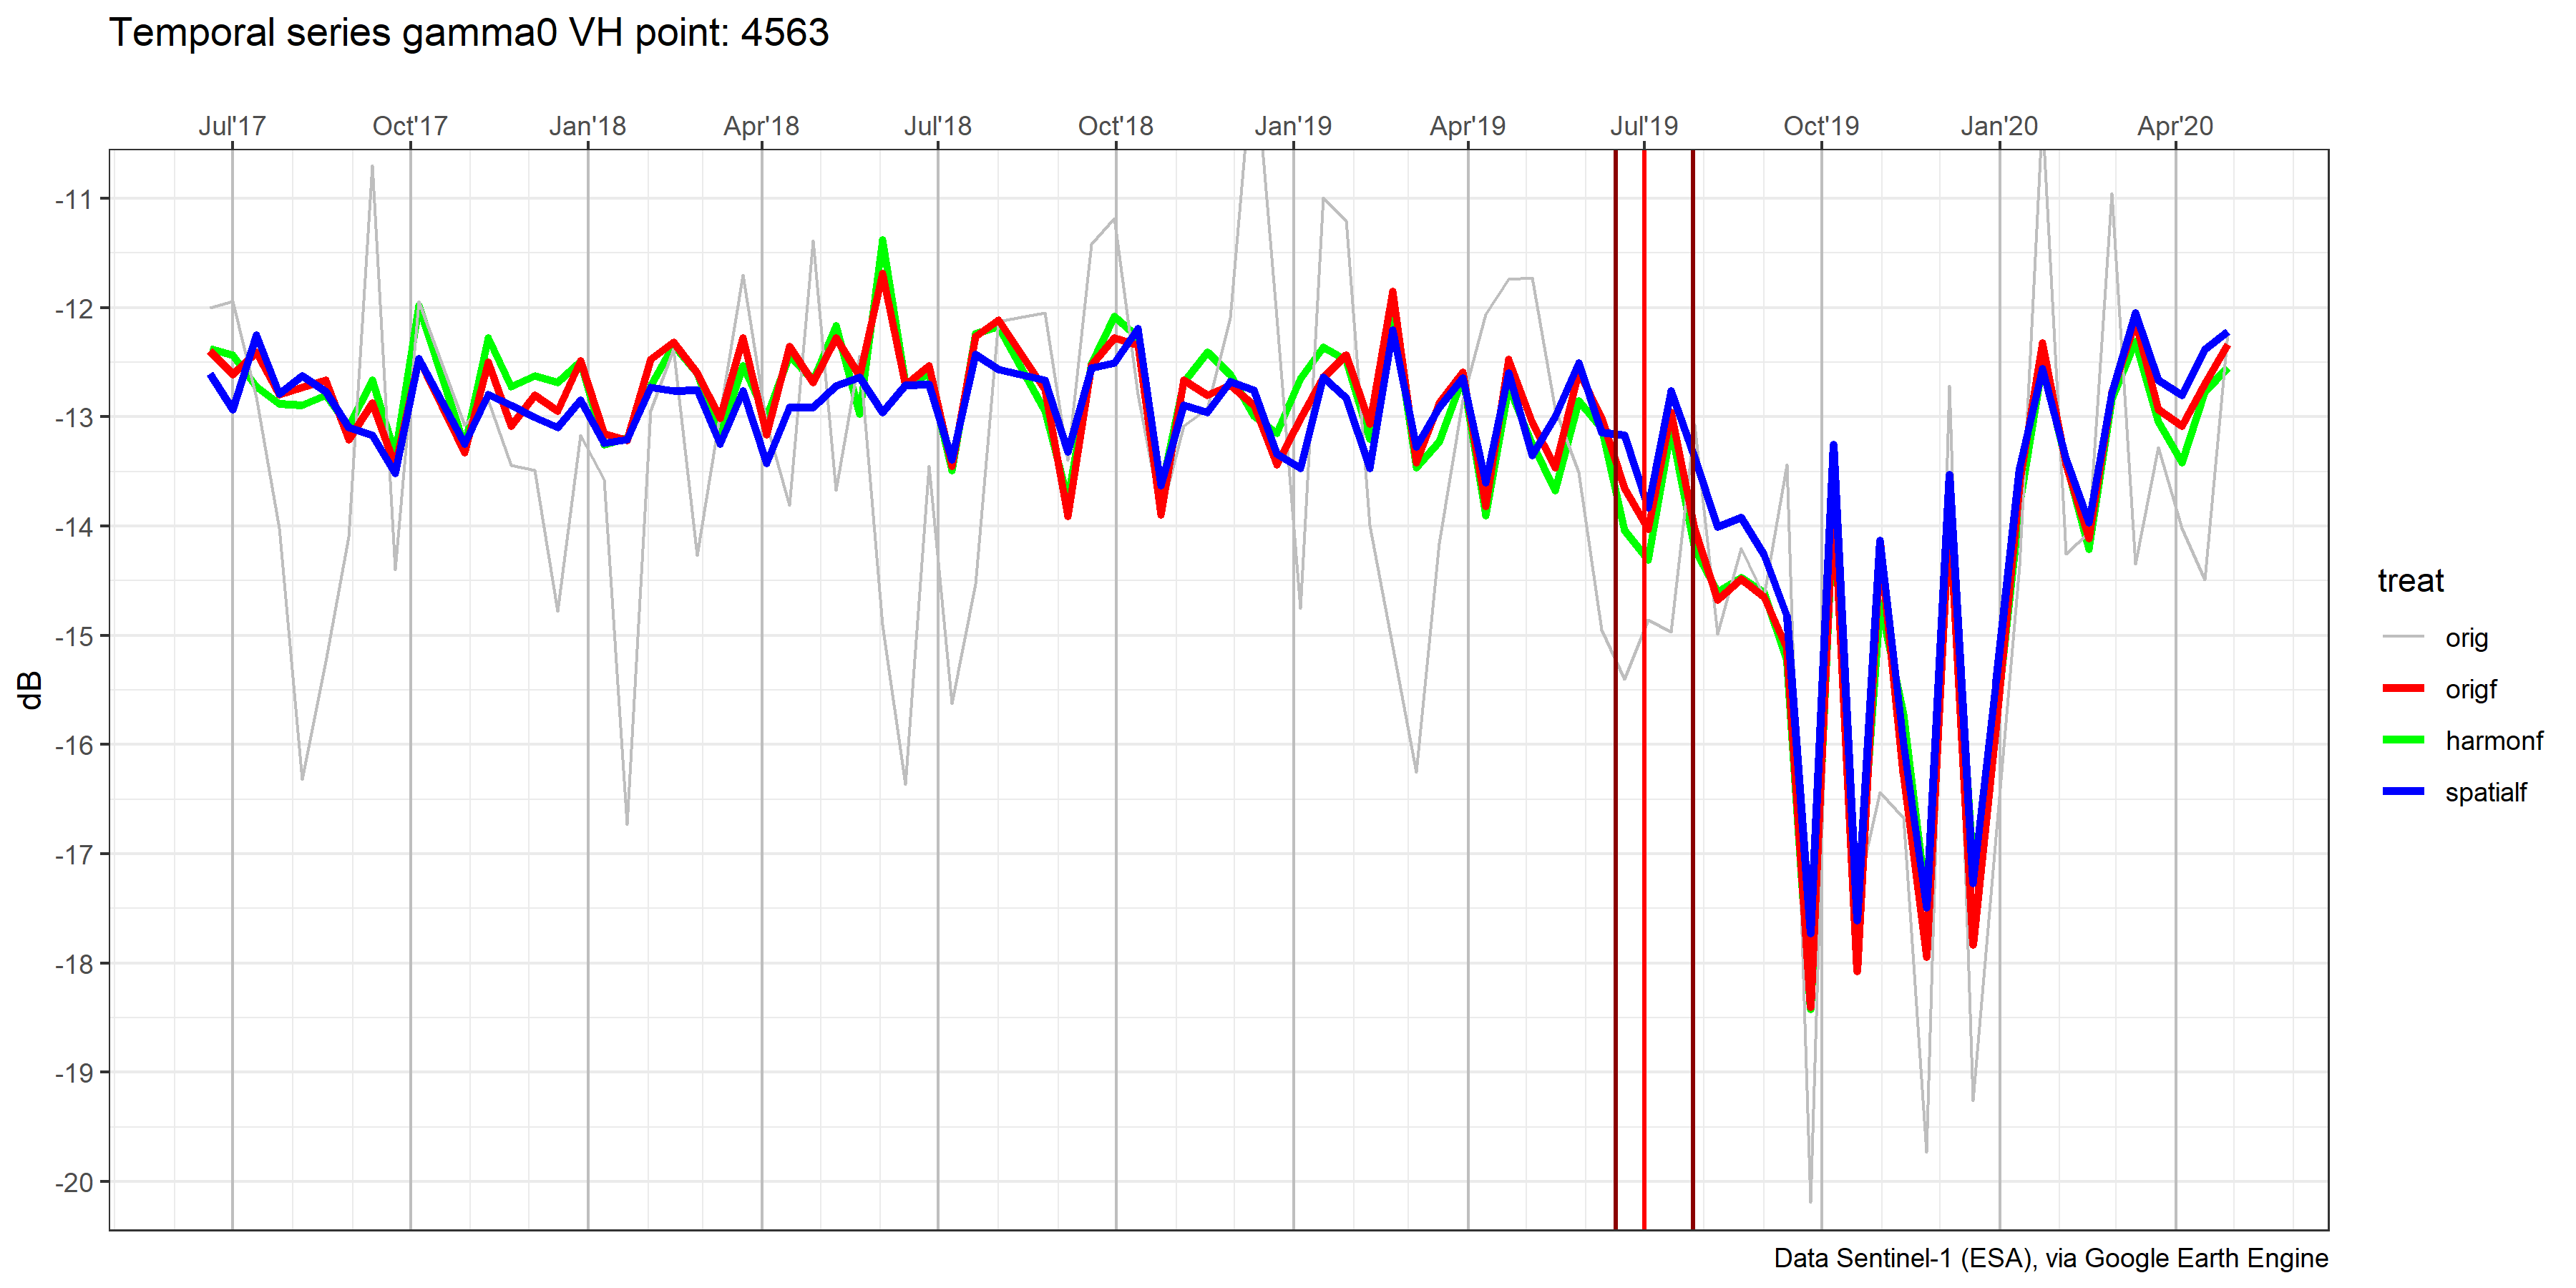 Temporal series gamma0 VH point: 4563
Jul'17 Oct'17 Jan'18 Apr'18 Jul'18 Oct'18 Jan'19 Apr'19 Jul'19 Oct'19 Jan'20 Apr'20
-11
-12
-13
-14
-15
-16
-17
-18
-19
-20
dB
treat
orig
origf
harmonf
spatialf
Data Sentinel-1 (ESA), via Google Earth Engine